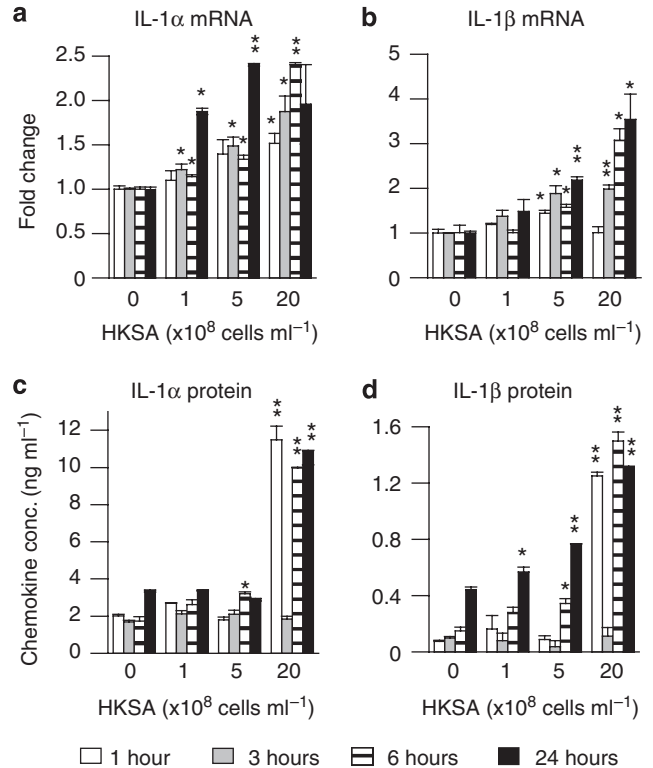 a
IL-1α mRNA
Fold change
2.5
2.0
1.5
1.0
0.5
0
** * * * * * * ** * * **
0 1 5 20
HKSA (x10⁸ cells ml⁻¹)
b
IL-1β mRNA
5
4
3
2
1
0
* * * ** ** * *
0 1 5 20
HKSA (x10⁸ cells ml⁻¹)
c
IL-1α protein
Chemokine conc. (ng ml⁻¹)
12
10
8
6
4
2
0
* ** ** **
0 1 5 20
HKSA (x10⁸ cells ml⁻¹)
d
IL-1β protein
1.6
1.2
0.8
0.4
0
* * ** ** ** **
0 1 5 20
HKSA (x10⁸ cells ml⁻¹)
1 hour 3 hours 6 hours 24 hours